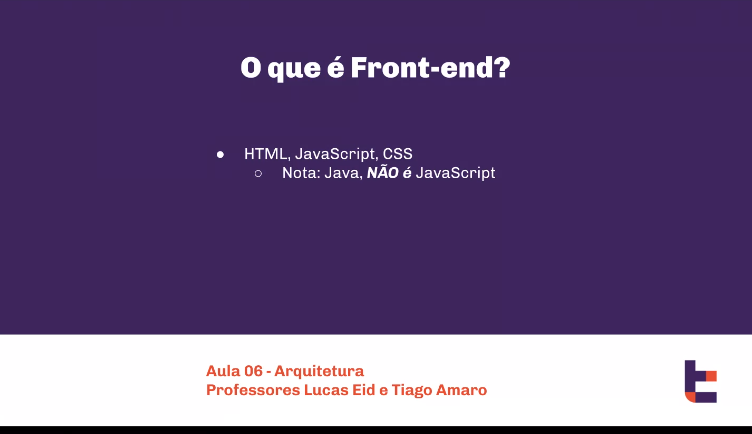 O que é Front-end?
● HTML, JavaScript, CSS
○ Nota: Java, NÃO é JavaScript
Aula 06 - Arquitetura
Professores Lucas Eid e Tiago Amaro